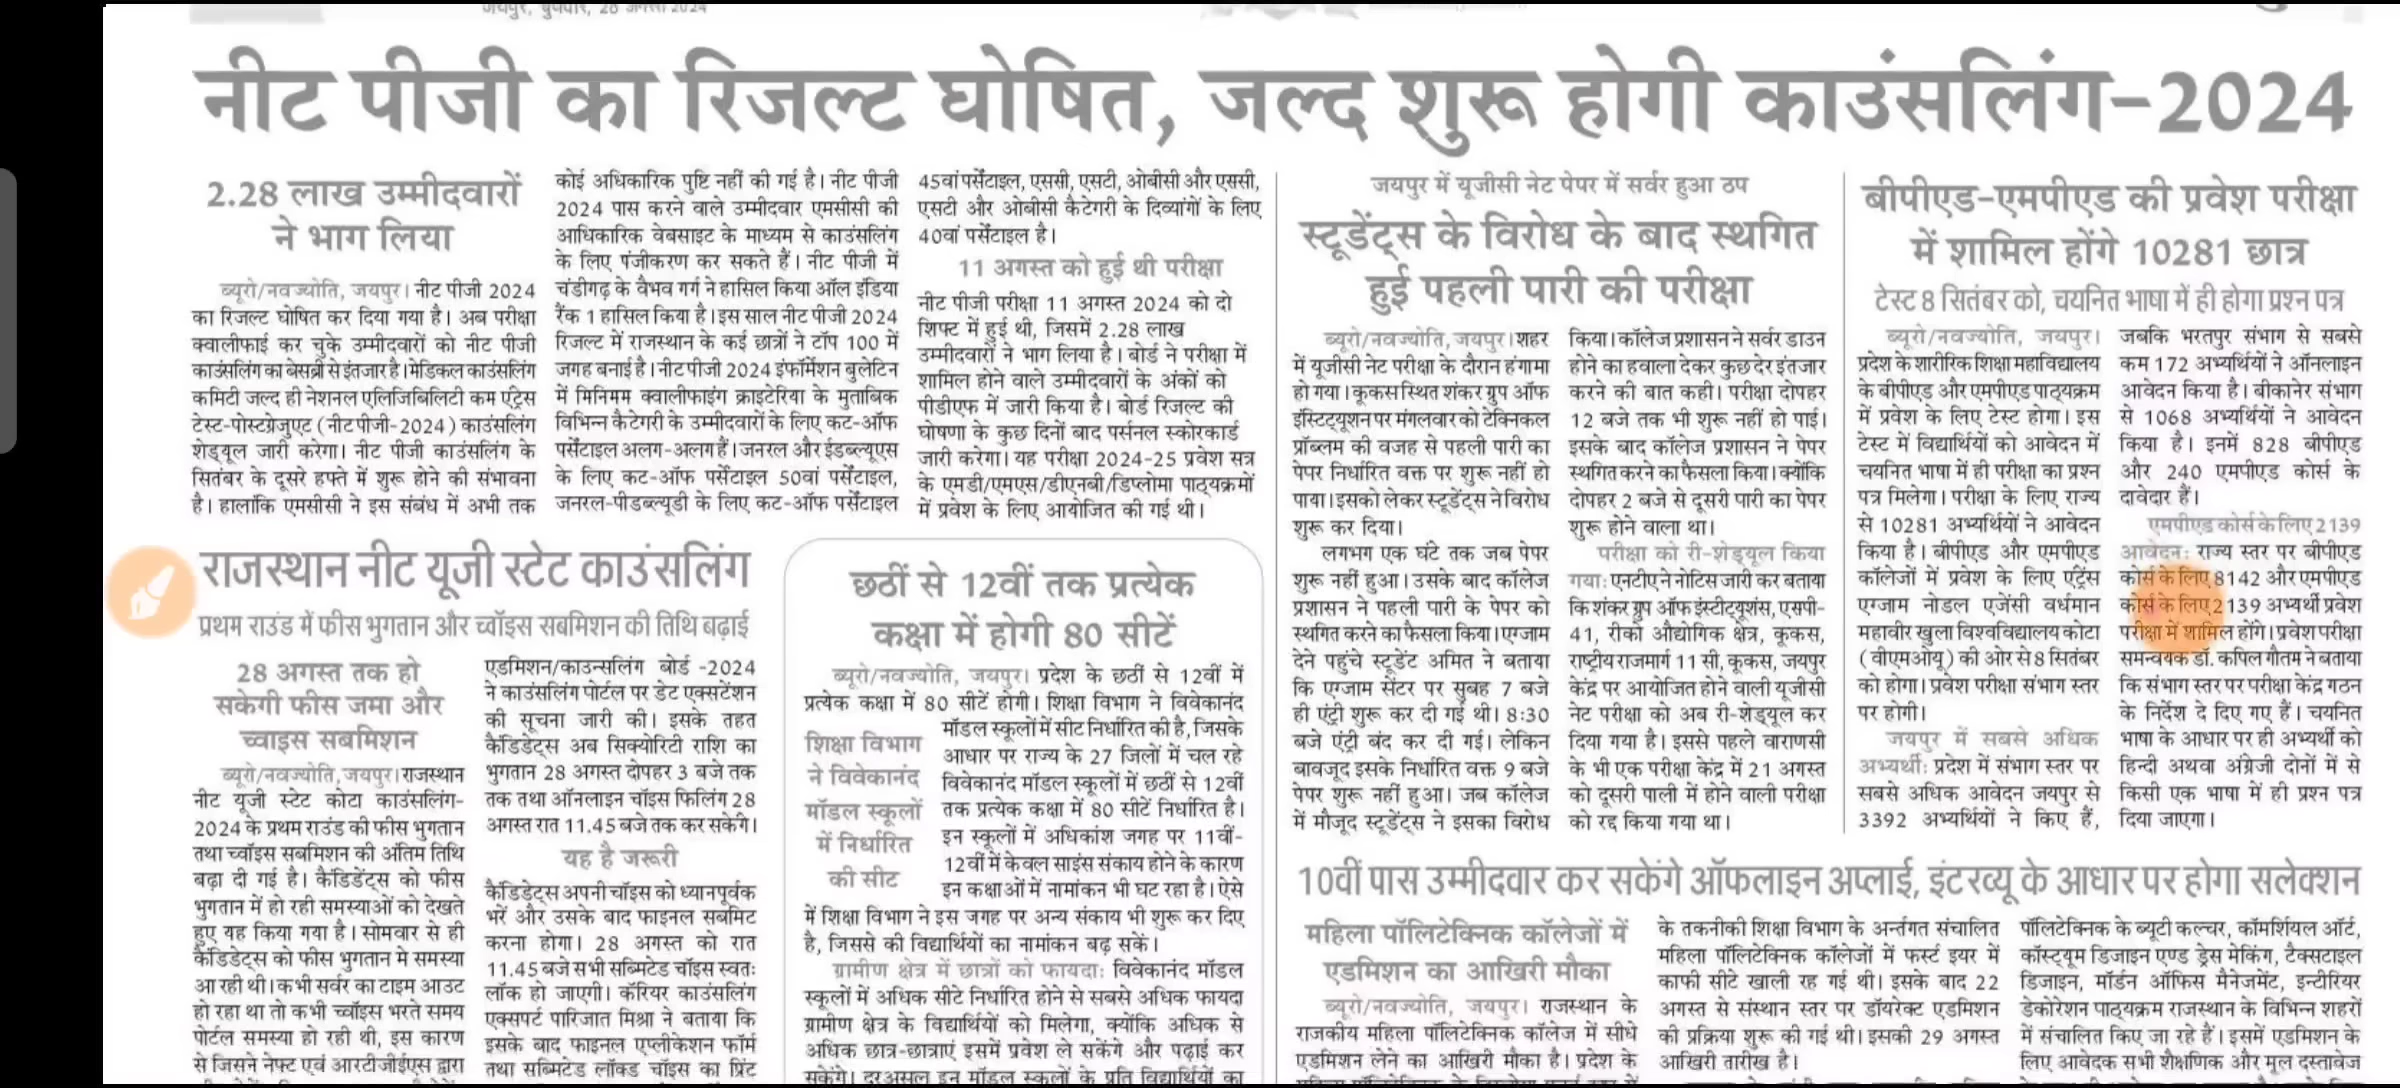 जयपुर, बुधवार, 28 अगस्त 2024
नीट पीजी का रिजल्ट घोषित, जल्द शुरू होगी काउंसलिंग-2024
2.28 लाख उम्मीदवारों
ने भाग लिया
ब्यूरो/नवज्योति, जयपुर। नीट पीजी 2024
का रिजल्ट घोषित कर दिया गया है। अब परीक्षा
क्वालीफाई कर चुके उम्मीदवारों को नीट पीजी
काउंसलिंग का बेसब्री से इंतजार है। मेडिकल काउंसलिंग
कमिटी जल्द ही नेशनल एलिजिबिलिटी कम एंट्रेस
टेस्ट-पोस्टग्रेजुएट (नीट पीजी-2024) काउंसलिंग
शेड्यूल जारी करेगा। नीट पीजी काउंसलिंग के
सितंबर के दूसरे हफ्ते में शुरू होने की संभावना
है। हालांकि एमसीसी ने इस संबंध में अभी तक
कोई अधिकारिक पुष्टि नहीं की गई है। नीट पीजी
2024 पास करने वाले उम्मीदवार एमसीसी की
आधिकारिक वेबसाइट के माध्यम से काउंसलिंग
के लिए पंजीकरण कर सकते हैं। नीट पीजी में
चंडीगढ़ के वैभव गर्ग ने हासिल किया ऑल इंडिया
रैंक 1 हासिल किया है। इस साल नीट पीजी 2024
रिजल्ट में राजस्थान के कई छात्रों ने टॉप 100 में
जगह बनाई है। नीट पीजी 2024 इंफॉर्मेशन बुलेटिन
में मिनिमम क्वालीफाइंग क्राइटेरिया के मुताबिक
विभिन्न कैटेगरी के उम्मीदवारों के लिए कट-ऑफ
पर्सेंटाइल अलग-अलग हैं। जनरल और ईडब्ल्यूएस
के लिए कट-ऑफ पर्सेंटाइल 50वां पर्सेंटाइल,
जनरल-पीडब्ल्यूडी के लिए कट-ऑफ पर्सेंटाइल
45वां पर्सेंटाइल, एससी, एसटी, ओबीसी और एससी,
एसटी और ओबीसी कैटेगरी के दिव्यांगों के लिए
40वां पर्सेंटाइल है।
11 अगस्त को हुई थी परीक्षा
नीट पीजी परीक्षा 11 अगस्त 2024 को दो
शिफ्ट में हुई थी, जिसमें 2.28 लाख
उम्मीदवारों ने भाग लिया है। बोर्ड ने परीक्षा में
शामिल होने वाले उम्मीदवारों के अंकों को
पीडीएफ में जारी किया है। बोर्ड रिजल्ट की
घोषणा के कुछ दिनों बाद पर्सनल स्कोरकार्ड
जारी करेगा। यह परीक्षा 2024-25 प्रवेश सत्र
के एमडी/एमएस/डीएनबी/डिप्लोमा पाठ्यक्रमों
में प्रवेश के लिए आयोजित की गई थी।
राजस्थान नीट यूजी स्टेट काउंसलिंग
प्रथम राउंड में फीस भुगतान और च्वॉइस सबमिशन की तिथि बढ़ाई
28 अगस्त तक हो
सकेगी फीस जमा और
च्वाइस सबमिशन
ब्यूरो/नवज्योति, जयपुर। राजस्थान
नीट यूजी स्टेट कोटा काउंसलिंग-
2024 के प्रथम राउंड की फीस भुगतान
तथा च्वॉइस सबमिशन की अंतिम तिथि
बढ़ा दी गई है। कैंडिडेट्स को फीस
भुगतान में हो रही समस्याओं को देखते
हुए यह किया गया है। सोमवार से ही
कैंडिडेट्स को फीस भुगतान मे समस्या
आ रही थी। कभी सर्वर का टाइम आउट
हो रहा था तो कभी च्वॉइस भरते समय
पोर्टल समस्या हो रही थी, इस कारण
से जिसने नेफ्ट एवं आरटीजीईएस द्वारा
एडमिशन/काउन्सलिंग बोर्ड -2024
ने काउंसलिंग पोर्टल पर डेट एक्सटेंशन
की सूचना जारी की। इसके तहत
कैंडिडेट्स अब सिक्योरिटी राशि का
भुगतान 28 अगस्त दोपहर 3 बजे तक
तक तथा ऑनलाइन चॉइस फिलिंग 28
अगस्त रात 11.45 बजे तक कर सकेंगे।
यह है जरूरी
कैंडिडेट्स अपनी चॉइस को ध्यानपूर्वक
भरें और उसके बाद फाइनल सबमिट
करना होगा। 28 अगस्त को रात
11.45 बजे सभी सब्मिटेड चॉइस स्वतः
लॉक हो जाएगी। कॅरियर काउंसलिंग
एक्सपर्ट पारिजात मिश्रा ने बताया कि
इसके बाद फाइनल एप्लीकेशन फॉर्म
तथा सब्मिटेड लॉक्ड चॉइस का प्रिंट
छठीं से 12वीं तक प्रत्येक
कक्षा में होगी 80 सीटें
ब्यूरो/नवज्योति, जयपुर। प्रदेश के छठीं से 12वीं में
प्रत्येक कक्षा में 80 सीटें होगी। शिक्षा विभाग ने विवेकानंद
शिक्षा विभाग
ने विवेकानंद
मॉडल स्कूलों
में निर्धारित
की सीट
मॉडल स्कूलों में सीट निर्धारित की है, जिसके
आधार पर राज्य के 27 जिलों में चल रहे
विवेकानंद मॉडल स्कूलों में छठीं से 12वीं
तक प्रत्येक कक्षा में 80 सीटें निर्धारित है।
इन स्कूलों में अधिकांश जगह पर 11वीं-
12वीं में केवल साइंस संकाय होने के कारण
इन कक्षाओं में नामांकन भी घट रहा है। ऐसे
में शिक्षा विभाग ने इस जगह पर अन्य संकाय भी शुरू कर दिए
है, जिससे की विद्यार्थियों का नामांकन बढ़ सकें।
ग्रामीण क्षेत्र में छात्रों को फायदा: विवेकानंद मॉडल
स्कूलों में अधिक सीटे निर्धारित होने से सबसे अधिक फायदा
ग्रामीण क्षेत्र के विद्यार्थियों को मिलेगा, क्योंकि अधिक से
अधिक छात्र-छात्राएं इसमें प्रवेश ले सकेंगे और पढ़ाई कर
सकेंगे। दरअसल इन मॉडल स्कूलों के प्रति विद्यार्थियों का
जयपुर में यूजीसी नेट पेपर में सर्वर हुआ ठप
स्टूडेंट्स के विरोध के बाद स्थगित
हुई पहली पारी की परीक्षा
ब्यूरो/नवज्योति, जयपुर। शहर
में यूजीसी नेट परीक्षा के दौरान हंगामा
हो गया। कूकस स्थित शंकर ग्रुप ऑफ
इंस्टिट्यूशन पर मंगलवार को टेक्निकल
प्रॉब्लम की वजह से पहली पारी का
पेपर निर्धारित वक्त पर शुरू नहीं हो
पाया। इसको लेकर स्टूडेंट्स ने विरोध
शुरू कर दिया।
लगभग एक घंटे तक जब पेपर
शुरू नहीं हुआ। उसके बाद कॉलेज
प्रशासन ने पहली पारी के पेपर को
स्थगित करने का फैसला किया। एग्जाम
देने पहुंचे स्टूडेंट अमित ने बताया
कि एग्जाम सेंटर पर सुबह 7 बजे
ही एंट्री शुरू कर दी गई थी। 8:30
बजे एंट्री बंद कर दी गई। लेकिन
बावजूद इसके निर्धारित वक्त 9 बजे
पेपर शुरू नहीं हुआ। जब कॉलेज
में मौजूद स्टूडेंट्स ने इसका विरोध
किया। कॉलेज प्रशासन ने सर्वर डाउन
होने का हवाला देकर कुछ देर इंतजार
करने की बात कही। परीक्षा दोपहर
12 बजे तक भी शुरू नहीं हो पाई।
इसके बाद कॉलेज प्रशासन ने पेपर
स्थगित करने का फैसला किया। क्योंकि
दोपहर 2 बजे से दूसरी पारी का पेपर
शुरू होने वाला था।
परीक्षा को री-शेड्यूल किया
गया: एनटीए ने नोटिस जारी कर बताया
कि शंकर ग्रुप ऑफ इंस्टीट्यूशंस, एसपी-
41, रीको औद्योगिक क्षेत्र, कूकस,
राष्ट्रीय राजमार्ग 11 सी, कूकस, जयपुर
केंद्र पर आयोजित होने वाली यूजीसी
नेट परीक्षा को अब री-शेड्यूल कर
दिया गया है। इससे पहले वाराणसी
के भी एक परीक्षा केंद्र में 21 अगस्त
को दूसरी पाली में होने वाली परीक्षा
को रद्द किया गया था।
बीपीएड-एमपीएड की प्रवेश परीक्षा
में शामिल होंगे 10281 छात्र
टेस्ट 8 सितंबर को, चयनित भाषा में ही होगा प्रश्न पत्र
ब्यूरो/नवज्योति, जयपुर।
प्रदेश के शारीरिक शिक्षा महाविद्यालय
के बीपीएड और एमपीएड पाठ्यक्रम
में प्रवेश के लिए टेस्ट होगा। इस
टेस्ट में विद्यार्थियों को आवेदन में
चयनित भाषा में ही परीक्षा का प्रश्न
पत्र मिलेगा। परीक्षा के लिए राज्य
से 10281 अभ्यर्थियों ने आवेदन
किया है। बीपीएड और एमपीएड
कॉलेजों में प्रवेश के लिए एंट्रेंस
एग्जाम नोडल एजेंसी वर्धमान
महावीर खुला विश्वविद्यालय कोटा
(वीएमओयू) की ओर से 8 सितंबर
को होगा। प्रवेश परीक्षा संभाग स्तर
पर होगी।
जयपुर में सबसे अधिक
अभ्यर्थी: प्रदेश में संभाग स्तर पर
सबसे अधिक आवेदन जयपुर से
3392 अभ्यर्थियों ने किए हैं,
जबकि भरतपुर संभाग से सबसे
कम 172 अभ्यर्थियों ने ऑनलाइन
आवेदन किया है। बीकानेर संभाग
से 1068 अभ्यर्थियों ने आवेदन
किया है। इनमें 828 बीपीएड
और 240 एमपीएड कोर्स के
दावेदार हैं।
एमपीएड कोर्स के लिए 2139
आवेदन: राज्य स्तर पर बीपीएड
कोर्स के लिए 8142 और एमपीएड
कोर्स के लिए 2139 अभ्यर्थी प्रवेश
परीक्षा में शामिल होंगे। प्रवेश परीक्षा
समन्वयक डॉ. कपिल गौतम ने बताया
कि संभाग स्तर पर परीक्षा केंद्र गठन
के निर्देश दे दिए गए हैं। चयनित
भाषा के आधार पर ही अभ्यर्थी को
हिन्दी अथवा अंग्रेजी दोनों में से
किसी एक भाषा में ही प्रश्न पत्र
दिया जाएगा।
10वीं पास उम्मीदवार कर सकेंगे ऑफलाइन अप्लाई, इंटरव्यू के आधार पर होगा सलेक्शन
महिला पॉलिटेक्निक कॉलेजों में
एडमिशन का आखिरी मौका
ब्यूरो/नवज्योति, जयपुर। राजस्थान के
राजकीय महिला पॉलिटेक्निक कॉलेज में सीधे
एडमिशन लेने का आखिरी मौका है। प्रदेश के
के तकनीकी शिक्षा विभाग के अर्न्तगत संचालित
महिला पॉलिटेक्निक कॉलेजों में फर्स्ट इयर में
काफी सीटे खाली रह गई थी। इसके बाद 22
अगस्त से संस्थान स्तर पर डॉयरेक्ट एडमिशन
की प्रक्रिया शुरू की गई थी। इसकी 29 अगस्त
आखिरी तारीख है।
पॉलिटेक्निक के ब्यूटी कल्चर, कॉमर्शियल ऑर्ट,
कॉस्ट्यूम डिजाइन एण्ड ड्रेस मेकिंग, टैक्सटाइल
डिजाइन, मॉर्डन ऑफिस मैनेजमेंट, इन्टीरियर
डेकोरेशन पाठ्यक्रम राजस्थान के विभिन्न शहरों
में संचालित किए जा रहे हैं। इसमें एडमिशन के
लिए आवेदक सभी शैक्षणिक और मूल दस्तावेज